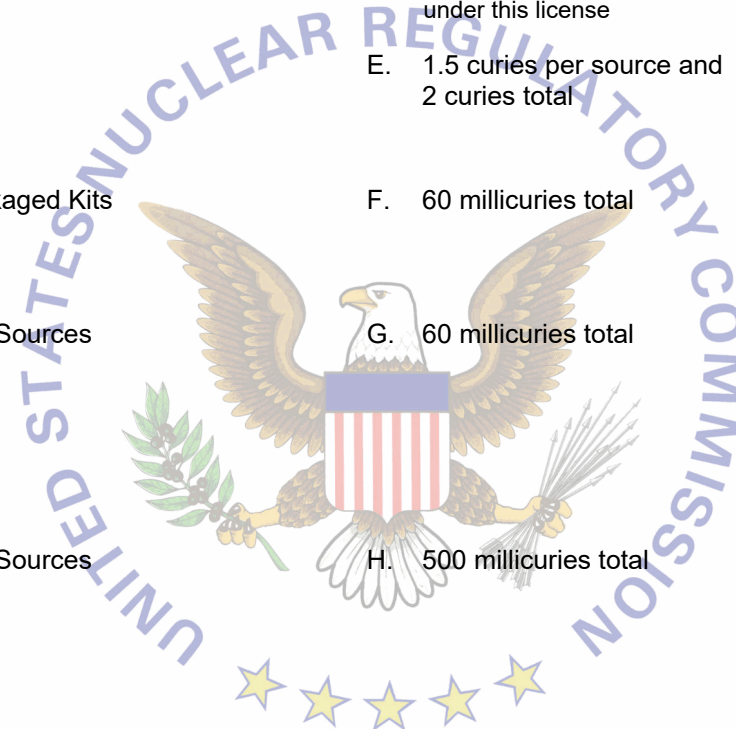 under this license
E. 1.5 curies per source and
2 curies total
aged Kits F. 60 millicuries total
Sources G. 60 millicuries total
Sources H. 500 millicuries total
UNITED STATES NUCLEAR REGULATORY COMMISSION